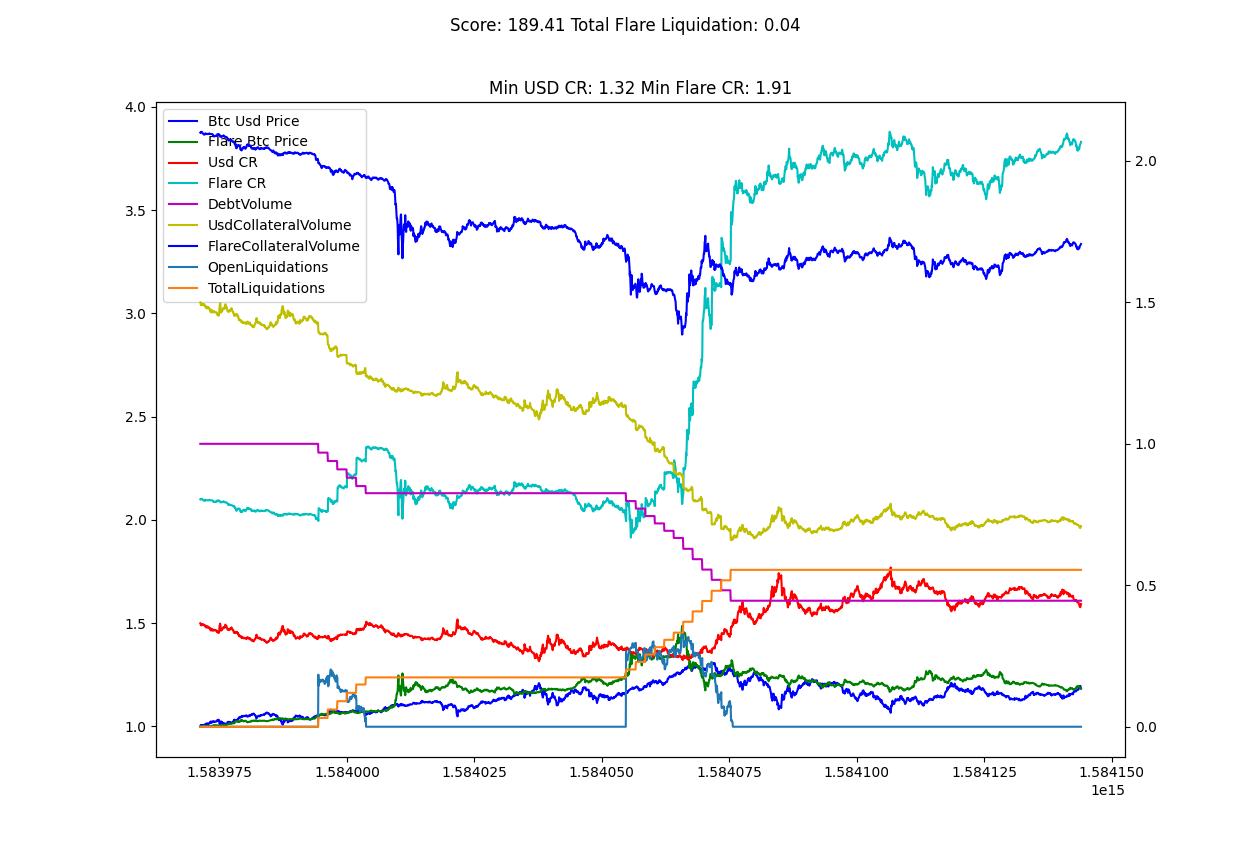 Score: 189.41 Total Flare Liquidation: 0.04
Min USD CR: 1.32 Min Flare CR: 1.91
Btc Usd Price
Flare Btc Price
Usd CR
Flare CR
DebtVolume
UsdCollateralVolume
FlareCollateralVolume
OpenLiquidations
TotalLiquidations
4.0
3.5
3.0
2.5
2.0
1.5
1.0
2.0
1.5
1.0
0.5
0.0
1.583975 1.584000 1.584025 1.584050 1.584075 1.584100 1.584125 1.584150
1e15